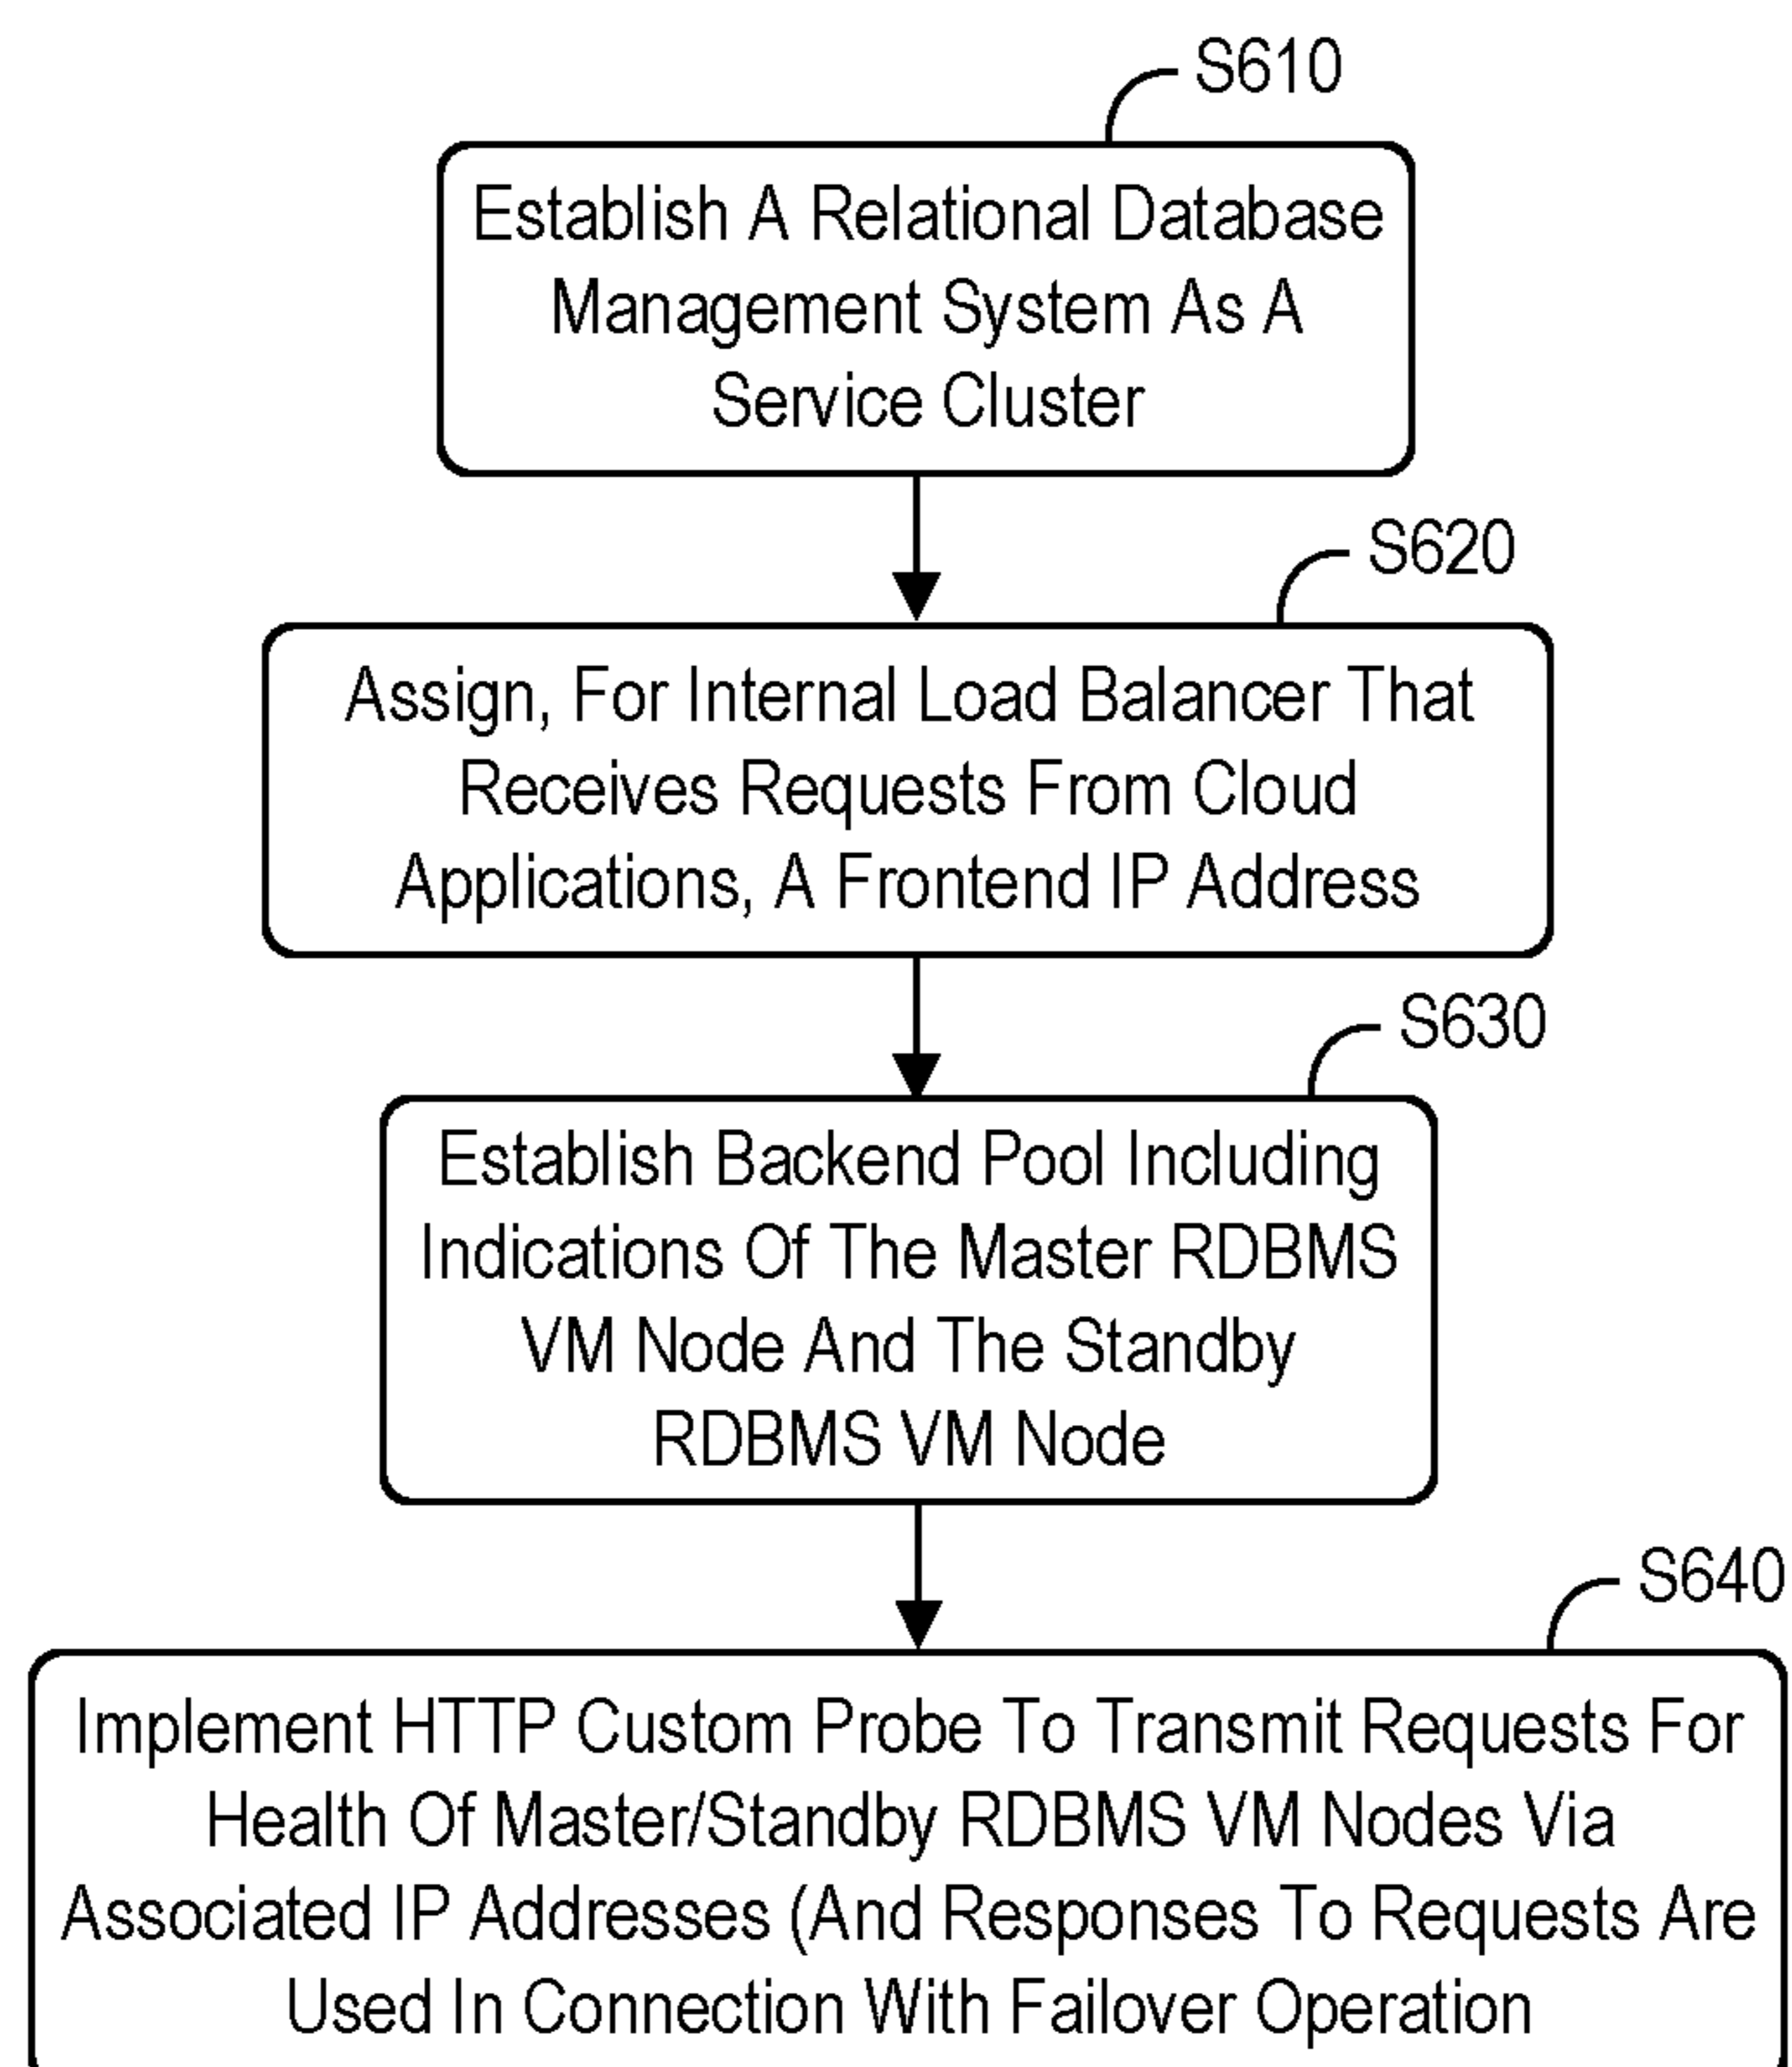 S610
Establish A Relational Database
Management System As A
Service Cluster
S620
Assign, For Internal Load Balancer That
Receives Requests From Cloud
Applications, A Frontend IP Address
S630
Establish Backend Pool Including
Indications Of The Master RDBMS
VM Node And The Standby
RDBMS VM Node
S640
Implement HTTP Custom Probe To Transmit Requests For
Health Of Master/Standby RDBMS VM Nodes Via
Associated IP Addresses (And Responses To Requests Are
Used In Connection With Failover Operation